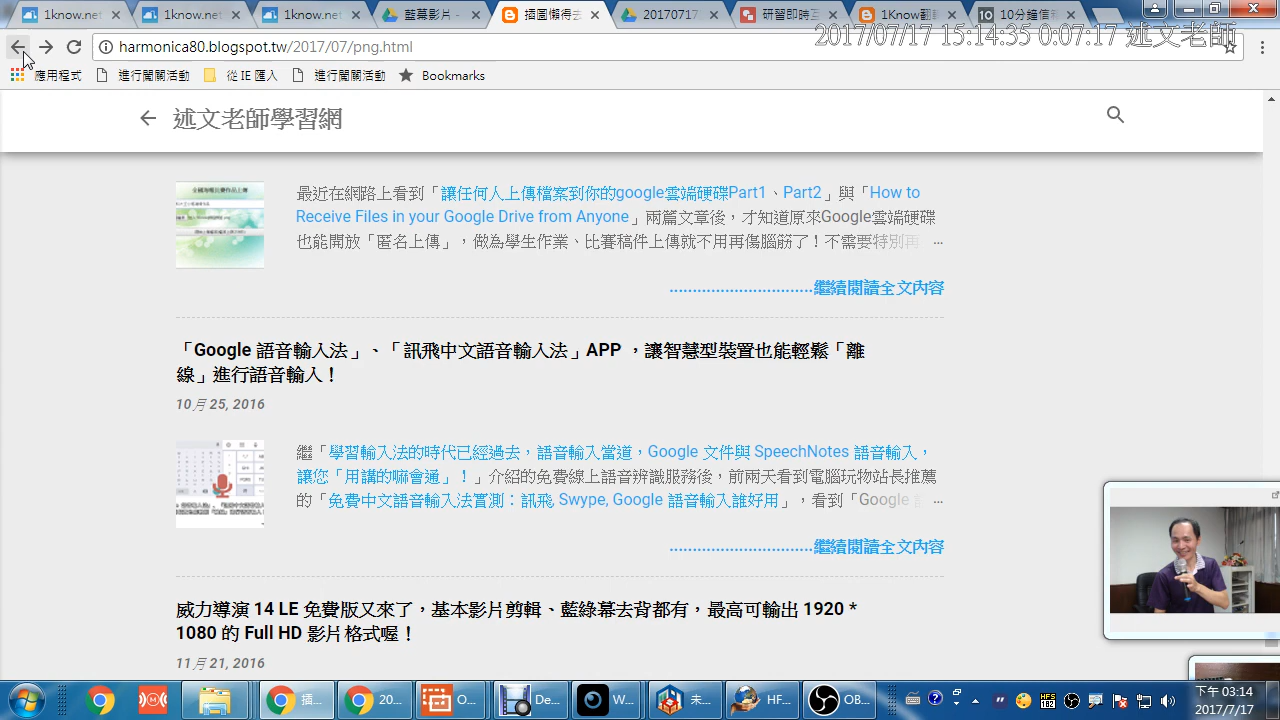 1know.net
1know.net
1know.net
藍幕影片 -
插圖懶得去
20170717
研習即時互
1Know翻
10分鐘信
harmonica80.blogspot.tw/2017/07/png.html
2017/07/17 15:14:35 0:07:17 述文老師
應用程式
進行闖關活動
從 IE 匯入
進行闖關活動
Bookmarks
述文老師學習網
最近在網路上看到「讓任何人上傳檔案到你的google雲端硬碟Part1、Part2」與「How to
Receive Files in your Google Drive from Anyone」兩篇文章後，才知道原來Google雲端硬碟
也能開放「匿名上傳」，做為學生作業、比賽稿件上傳就不用再傷腦筋了！不需要特別再 ...
...............................繼續閱讀全文內容
「Google 語音輸入法」、「訊飛中文語音輸入法」APP ，讓智慧型裝置也能輕鬆「離
線」進行語音輸入！
10月 25, 2016
繼「學習輸入法的時代已經過去，語音輸入當道，Google 文件與 SpeechNotes 語音輸入，
讓您「用講的嘛會通」！」介紹的免費線上語音辨識服務後，前兩天看到電腦玩物站長推薦
的「免費中文語音輸入法實測：訊飛 Swype, Google 語音輸入誰好用」，看到「Google ...
...............................繼續閱讀全文內容
威力導演 14 LE 免費版又來了，基本影片剪輯、藍綠幕去背都有，最高可輸出 1920 *
1080 的 Full HD 影片格式喔！
11月 21, 2016
插...
20...
O...
De...
W...
未...
HF...
OB...
HFS
182
下午 03:14
2017/7/17